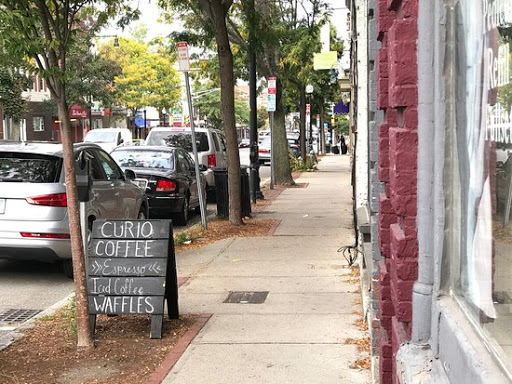 CURIO
COFFEE
Espresso
Iced Coffee
WAFFLES